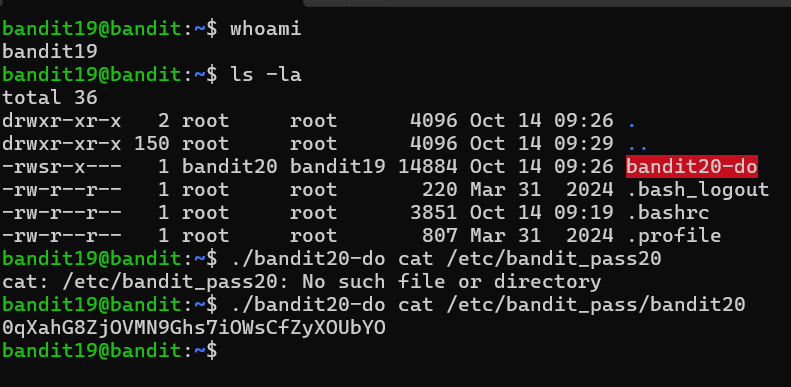 bandit19@bandit:~$ whoami
bandit19
bandit19@bandit:~$ ls -la
total 36
drwxr-xr-x   2 root     root      4096 Oct 14 09:26 .
drwxr-xr-x 150 root     root      4096 Oct 14 09:29 ..
-rwsr-x---   1 bandit20 bandit19 14884 Oct 14 09:26 bandit20-do
-rw-r--r--   1 root     root       220 Mar 31  2024 .bash_logout
-rw-r--r--   1 root     root      3851 Oct 14 09:19 .bashrc
-rw-r--r--   1 root     root       807 Mar 31  2024 .profile
bandit19@bandit:~$ ./bandit20-do cat /etc/bandit_pass20
cat: /etc/bandit_pass20: No such file or directory
bandit19@bandit:~$ ./bandit20-do cat /etc/bandit_pass/bandit20
0qXahG8ZjOVMN9Ghs7iOWsCfZyXOUbYO
bandit19@bandit:~$